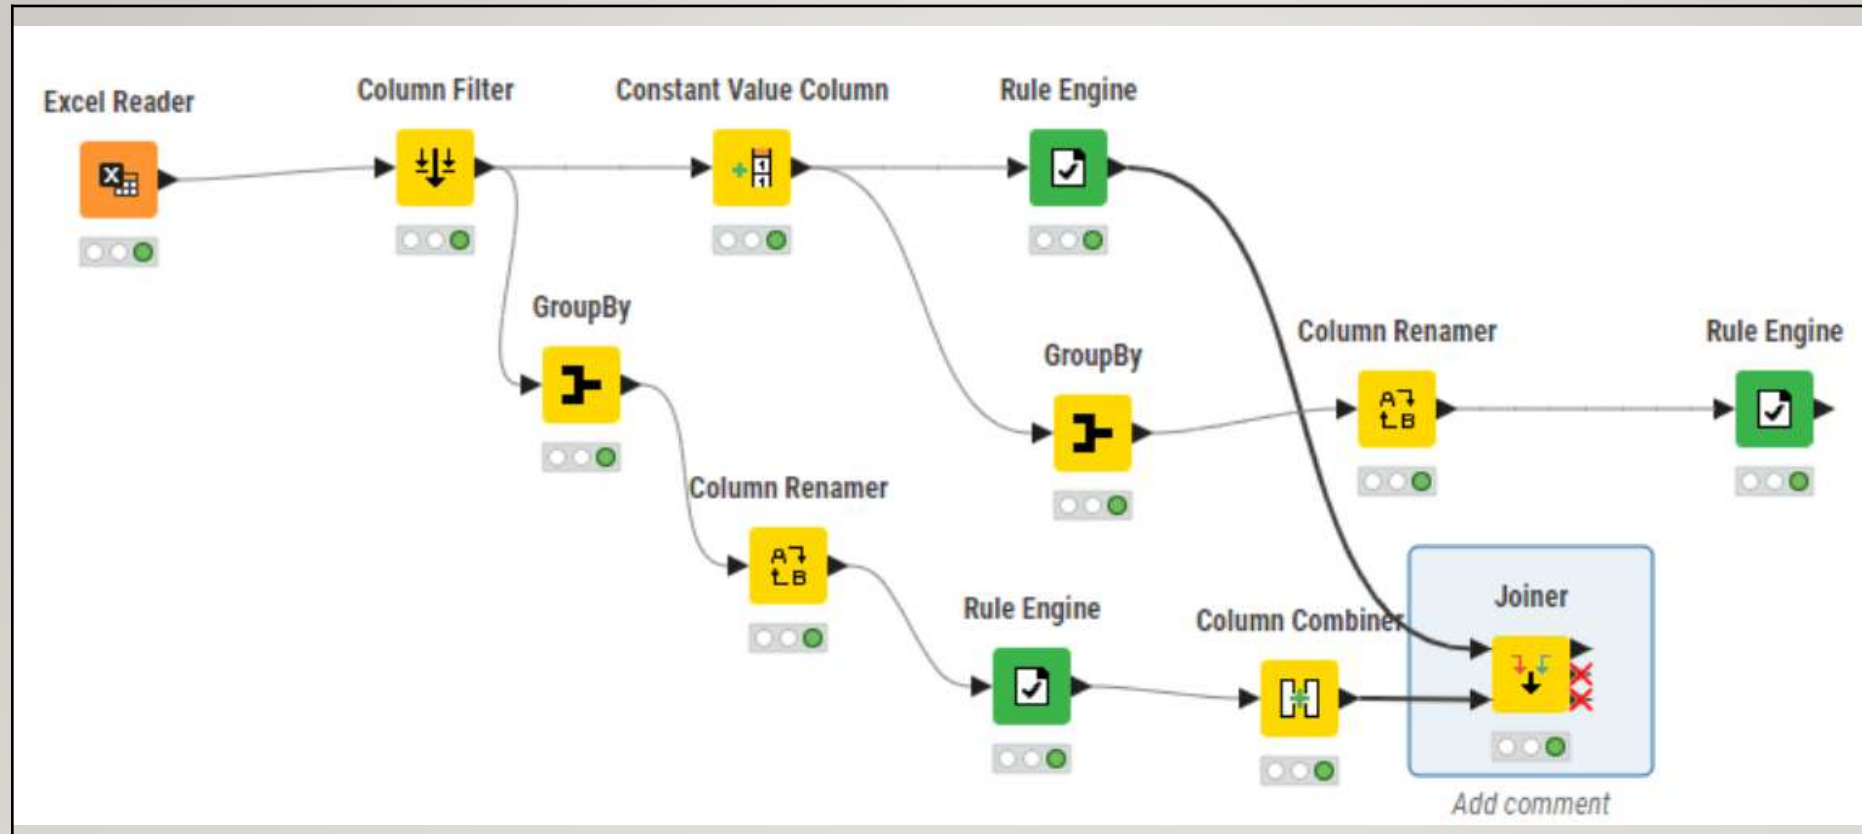 Excel Reader
Column Filter
Constant Value Column
Rule Engine
GroupBy
GroupBy
Column Renamer
Rule Engine
Column Renamer
Rule Engine
Column Combiner
Joiner
Add comment